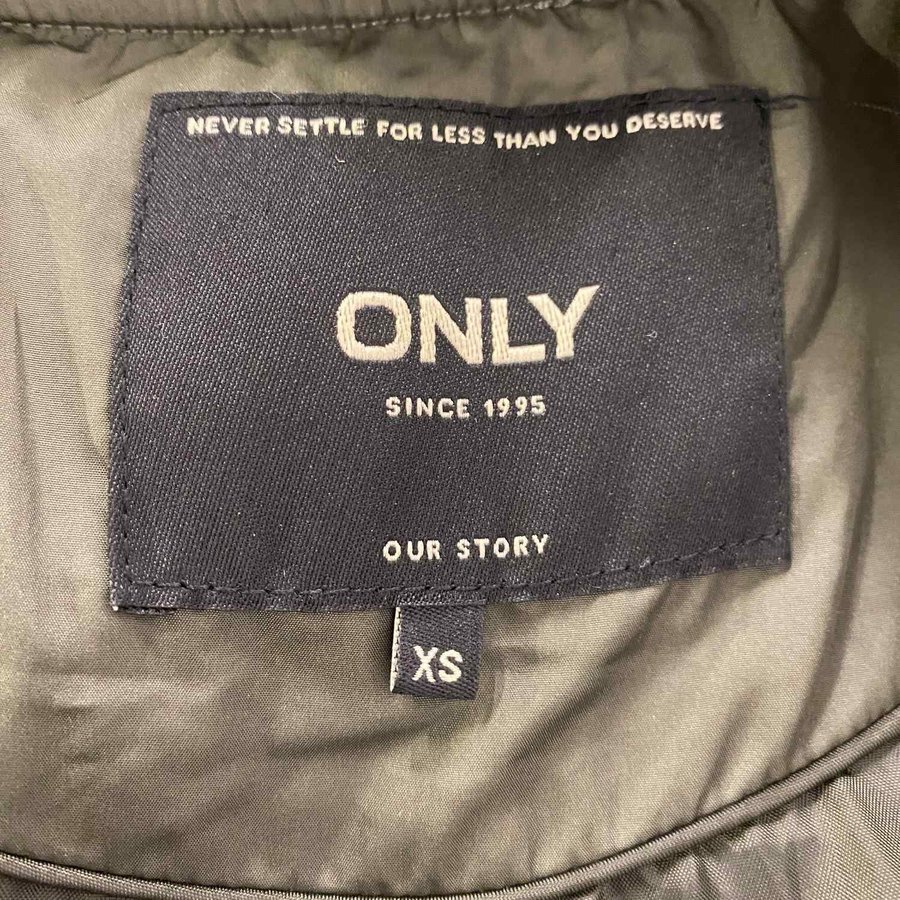 NEVER SETTLE FOR LESS THAN YOU DESERVE
ONLY
SINCE 1995
OUR STORY
XS